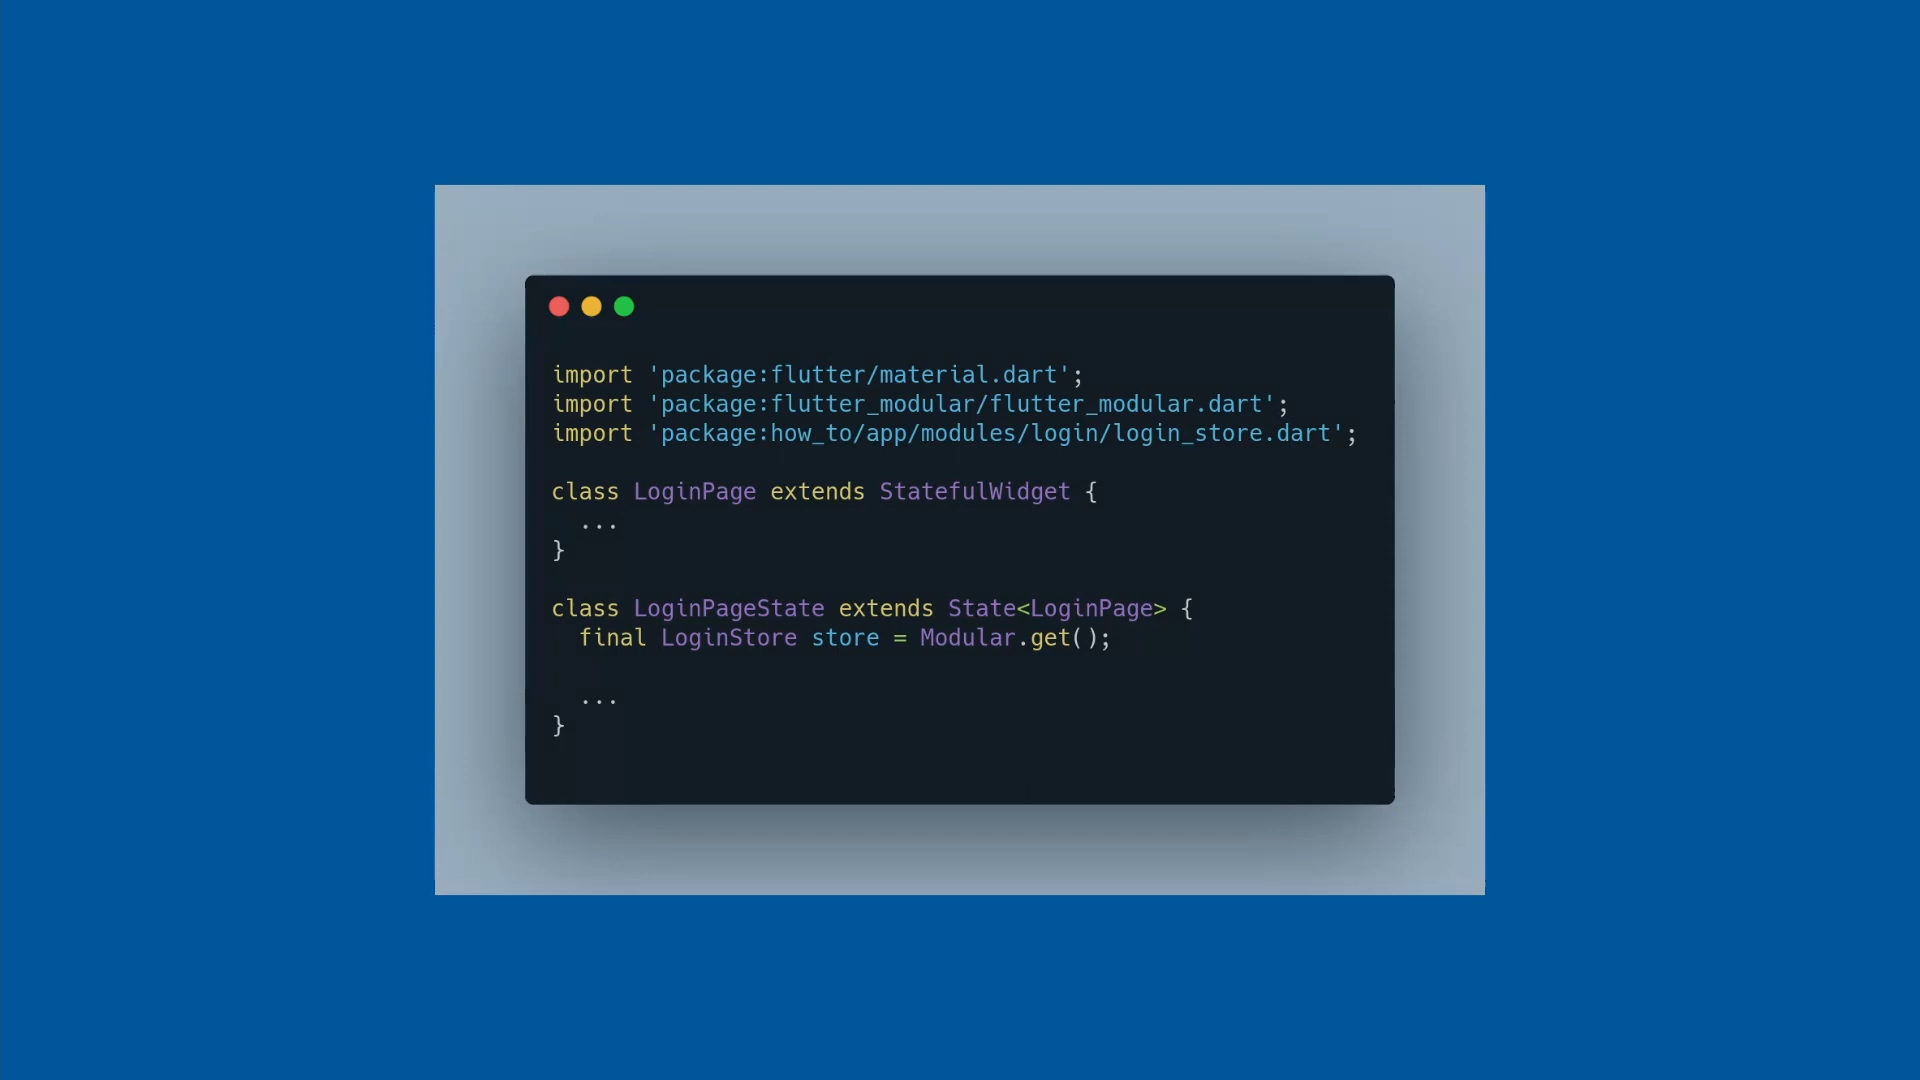 import 'package:flutter/material.dart';
import 'package:flutter_modular/flutter_modular.dart';
import 'package:how_to/app/modules/login/login_store.dart';
class LoginPage extends StatefulWidget {
  ...
}
class LoginPageState extends State<LoginPage> {
  final LoginStore store = Modular.get();
  ...
}